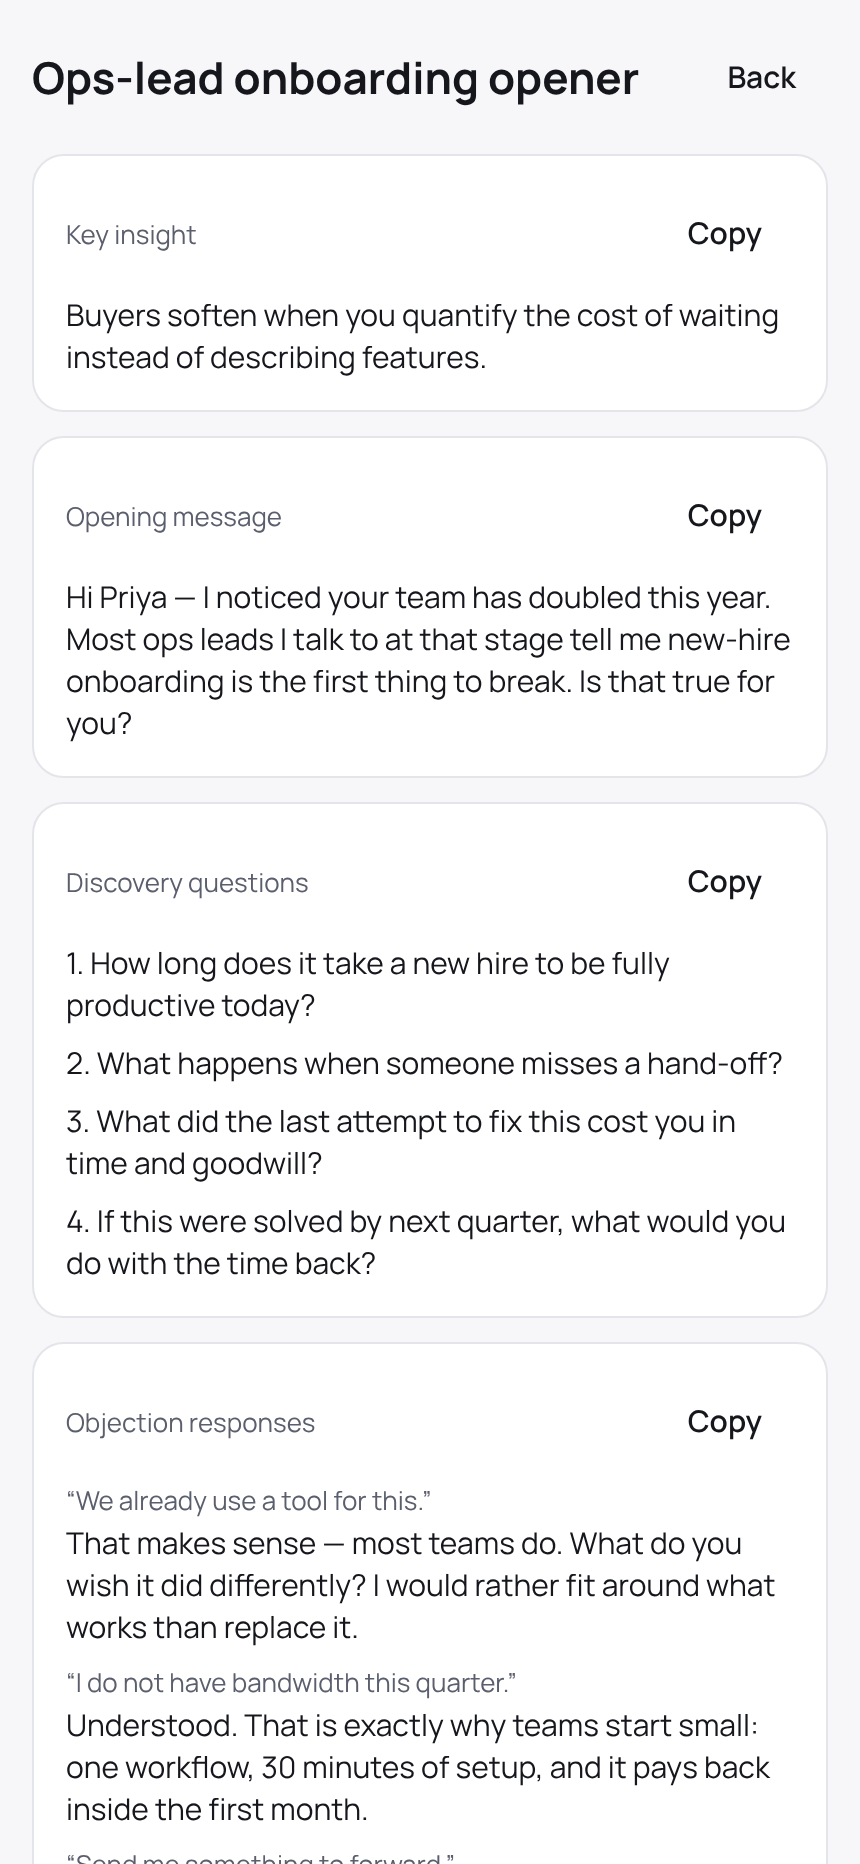 Ops-lead onboarding opener
Back
Key insight
Copy
Buyers soften when you quantify the cost of waiting
instead of describing features.
Opening message
Copy
Hi Priya — I noticed your team has doubled this year.
Most ops leads I talk to at that stage tell me new-hire
onboarding is the first thing to break. Is that true for
you?
Discovery questions
Copy
1. How long does it take a new hire to be fully
productive today?
2. What happens when someone misses a hand-off?
3. What did the last attempt to fix this cost you in
time and goodwill?
4. If this were solved by next quarter, what would you
do with the time back?
Objection responses
Copy
“We already use a tool for this.”
That makes sense — most teams do. What do you
wish it did differently? I would rather fit around what
works than replace it.
“I do not have bandwidth this quarter.”
Understood. That is exactly why teams start small:
one workflow, 30 minutes of setup, and it pays back
inside the first month.
“Send me something to forward.”